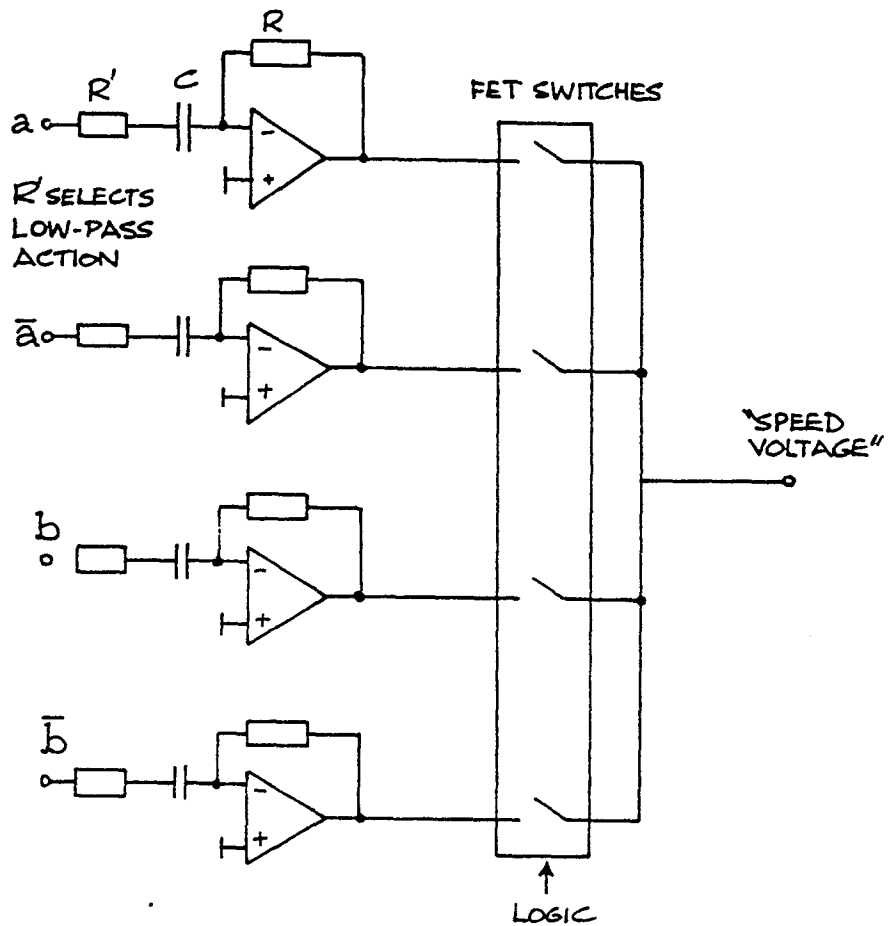 R
R'
C
FET SWITCHES
a
-
+
R' SELECTS
LOW-PASS
ACTION
a̅
-
+
"SPEED
VOLTAGE"
b
-
+
b̅
-
+
LOGIC